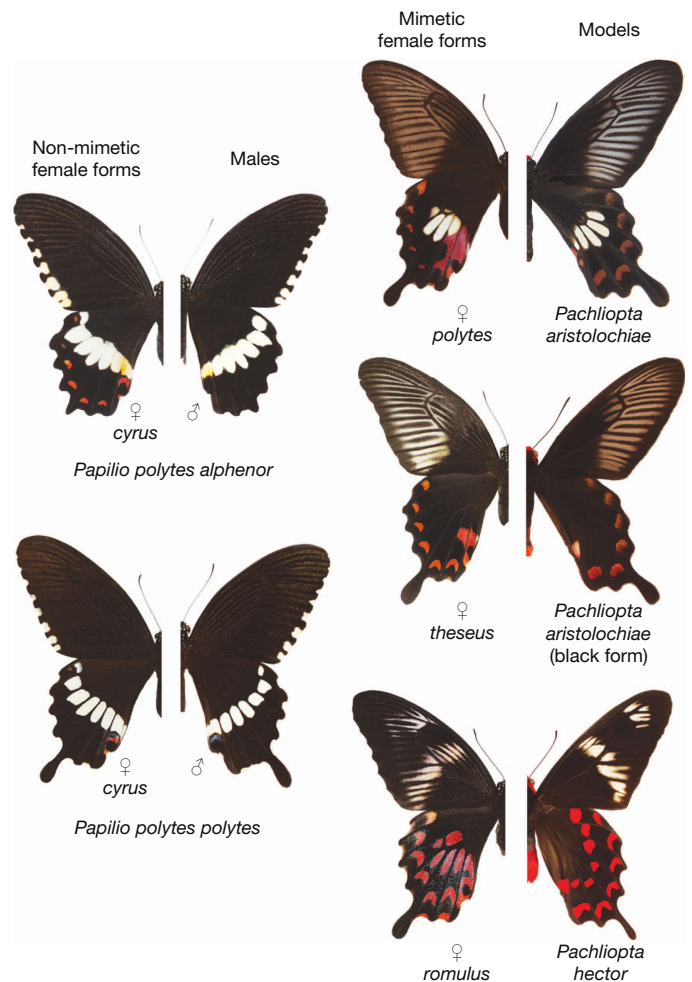 Mimetic
female forms
Models
Non-mimetic
female forms
Males
♀
polytes
Pachliopta
aristolochiae
♀
cyrus
♂
Papilio polytes alphenor
♀
theseus
Pachliopta
aristolochiae
(black form)
♀
cyrus
♂
Papilio polytes polytes
♀
romulus
Pachliopta
hector